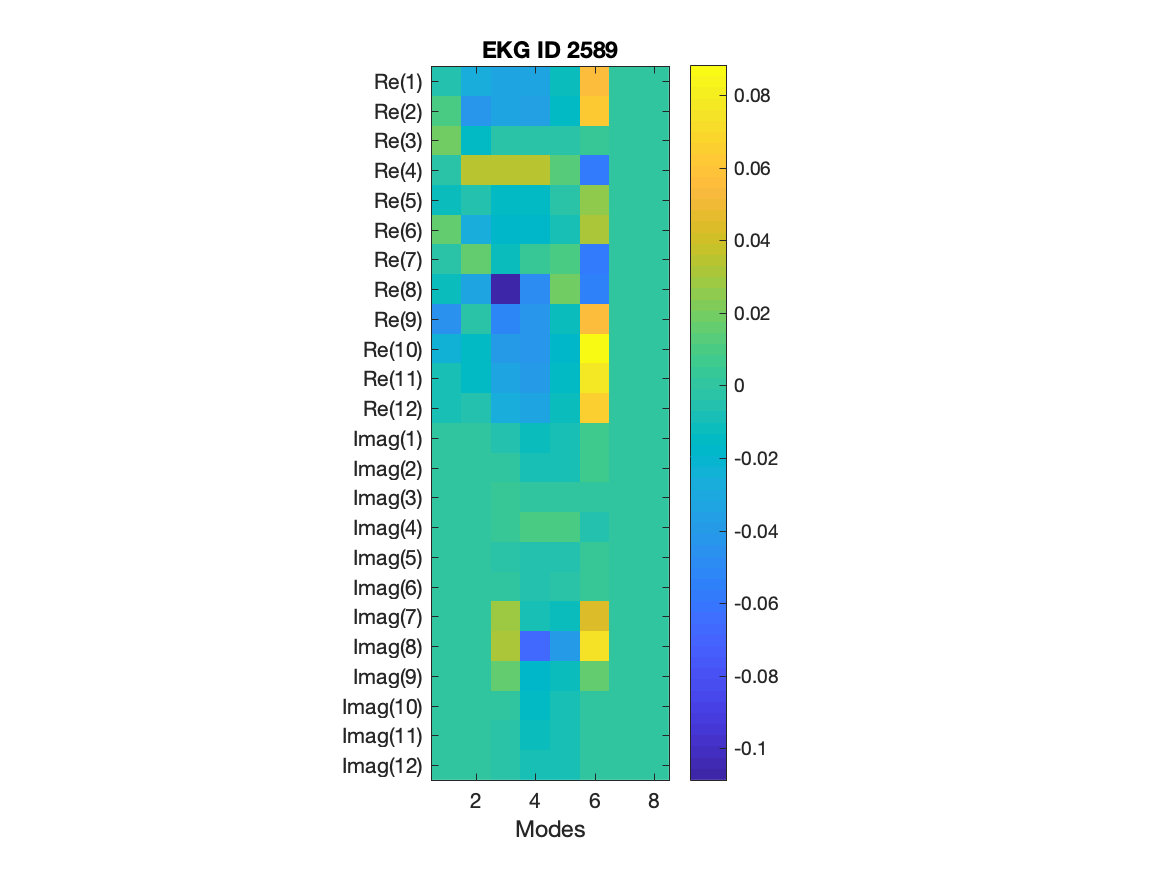 EKG ID 2589
Re(1)
Re(2)
Re(3)
Re(4)
Re(5)
Re(6)
Re(7)
Re(8)
Re(9)
Re(10)
Re(11)
Re(12)
Imag(1)
Imag(2)
Imag(3)
Imag(4)
Imag(5)
Imag(6)
Imag(7)
Imag(8)
Imag(9)
Imag(10)
Imag(11)
Imag(12)
2 4 6 8
Modes
0.08
0.06
0.04
0.02
0
-0.02
-0.04
-0.06
-0.08
-0.1